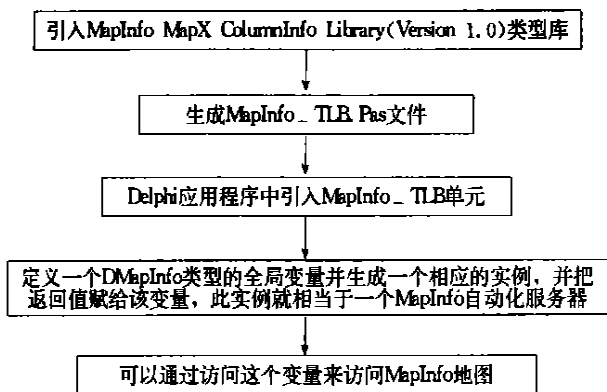 引入MapInfo MapX ColumnInfo Library(Version 1.0)类型库
生成MapInfo_TLB.Pas文件
Delphi应用程序中引入MapInfo_TLB单元
定义一个DMapInfo类型的全局变量并生成一个相应的实例，并把
返回值赋给该变量，此实例就相当于一个MapInfo自动化服务器
可以通过访问这个变量来访问MapInfo地图